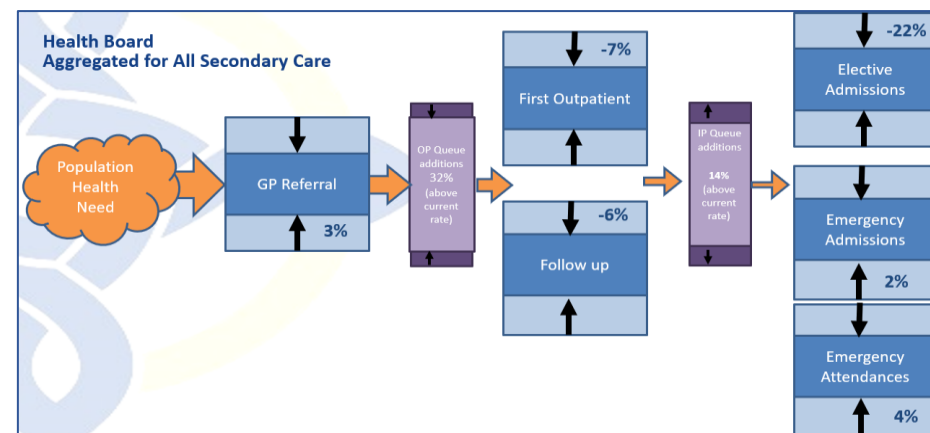 Health Board
Aggregated for All Secondary Care
Population
Health
Need
GP Referral
3%
OP Queue
additions
32%
(above
current
rate)
-7%
First Outpatient
-6%
Follow up
IP Queue
additions
14%
(above
current
rate)
-22%
Elective
Admissions
Emergency
Admissions
2%
Emergency
Attendances
4%